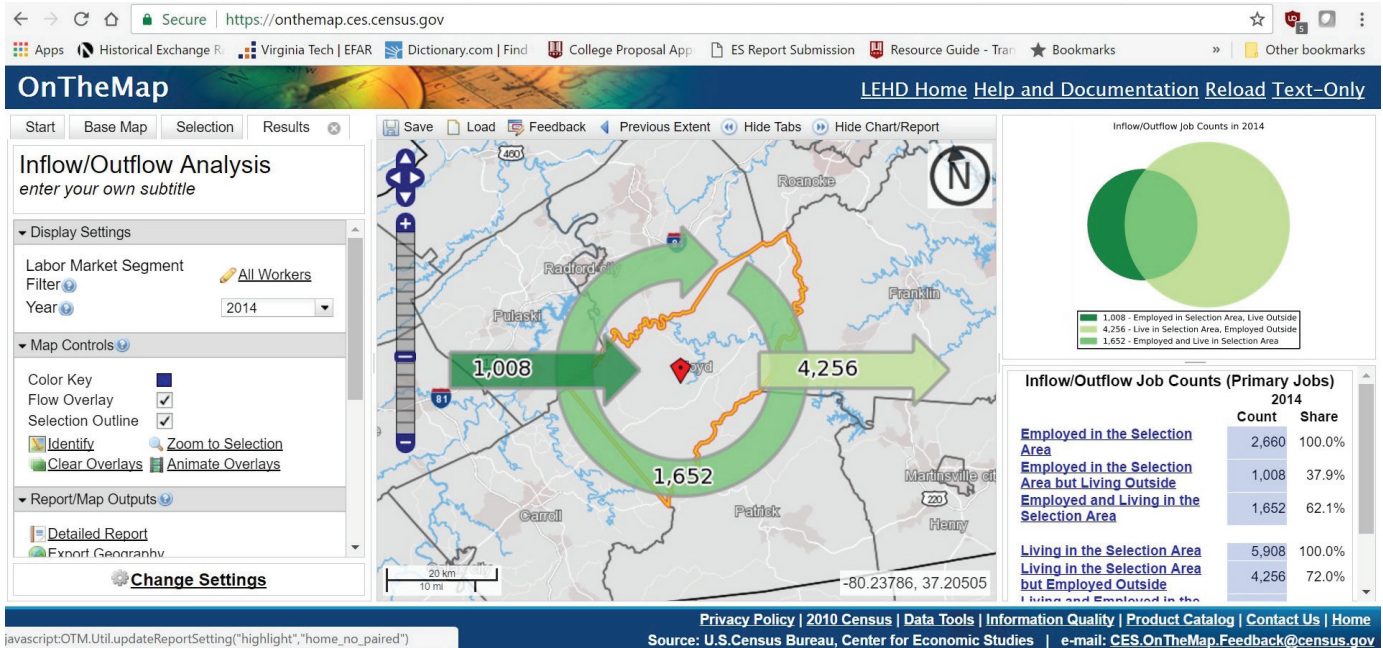 Secure | https://onthemap.ces.census.gov
Apps Historical Exchange R Virginia Tech | EFAR Dictionary.com | Find College Proposal App ES Report Submission Resource Guide - Tran Bookmarks » Other bookmarks
OnTheMap
LEHD Home Help and Documentation Reload Text-Only
Start Base Map Selection Results
Save Load Feedback Previous Extent Hide Tabs Hide Chart/Report
Inflow/Outflow Analysis
enter your own subtitle
Display Settings
Labor Market Segment
Filter
All Workers
Year
2014
Map Controls
Color Key
Flow Overlay
Selection Outline
Identify Zoom to Selection
Clear Overlays Animate Overlays
Report/Map Outputs
Detailed Report
Export Geography
Change Settings
460
Roanoke
N
Radford city
Franklin
Pulaski
1,008
4,256
81
1,652
Martinsville cit
220
Carroll
Patrick
Henry
20 km
10 mi
-80.23786, 37.20505
Inflow/Outflow Job Counts in 2014
1,008 - Employed in Selection Area, Live Outside
4,256 - Live in Selection Area, Employed Outside
1,652 - Employed and Live in Selection Area
Inflow/Outflow Job Counts (Primary Jobs)
2014
Count Share
Employed in the Selection
Area
2,660 100.0%
Employed in the Selection
Area but Living Outside
1,008 37.9%
Employed and Living in the
Selection Area
1,652 62.1%
Living in the Selection Area 5,908 100.0%
Living in the Selection Area
but Employed Outside
4,256 72.0%
Living and Employed in the
Privacy Policy | 2010 Census | Data Tools | Information Quality | Product Catalog | Contact Us | Home
Source: U.S.Census Bureau, Center for Economic Studies | e-mail: CES.OnTheMap.Feedback@census.gov
javascript:OTM.Util.updateReportSetting("highlight","home_no_paired")